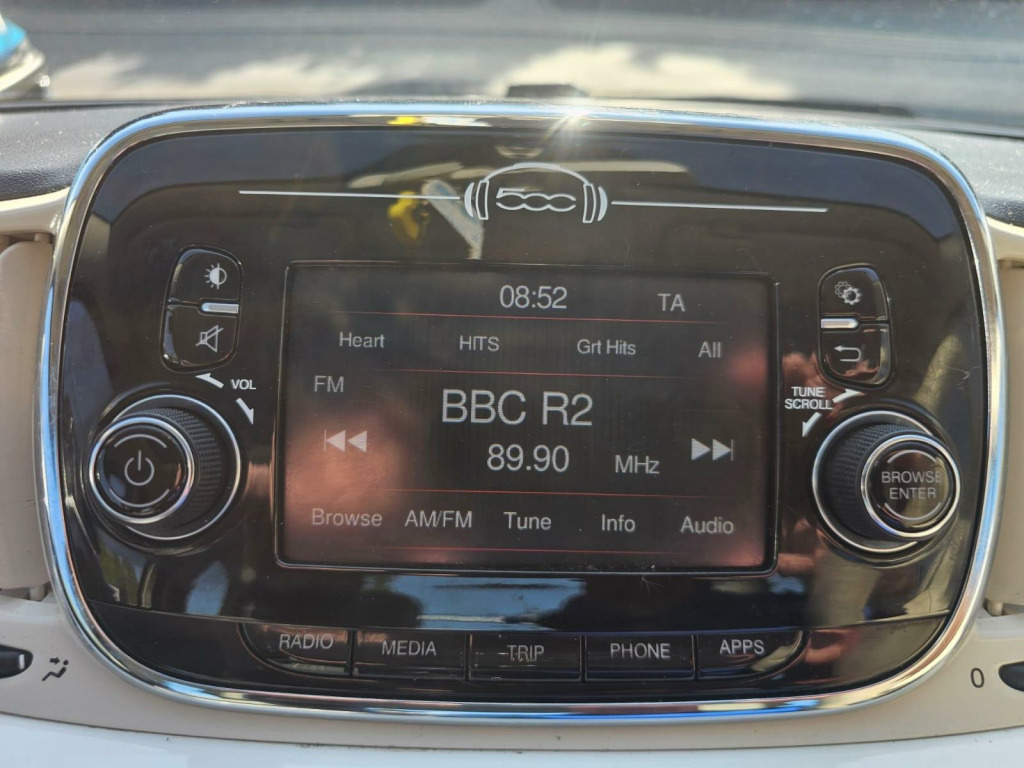 500
08:52 TA
Heart HITS Grt Hits All
FM
VOL
TUNE
SCROLL
BBC R2
89.90 MHz
BROWSE
ENTER
Browse AM/FM Tune Info Audio
RADIO MEDIA TRIP PHONE APPS
0